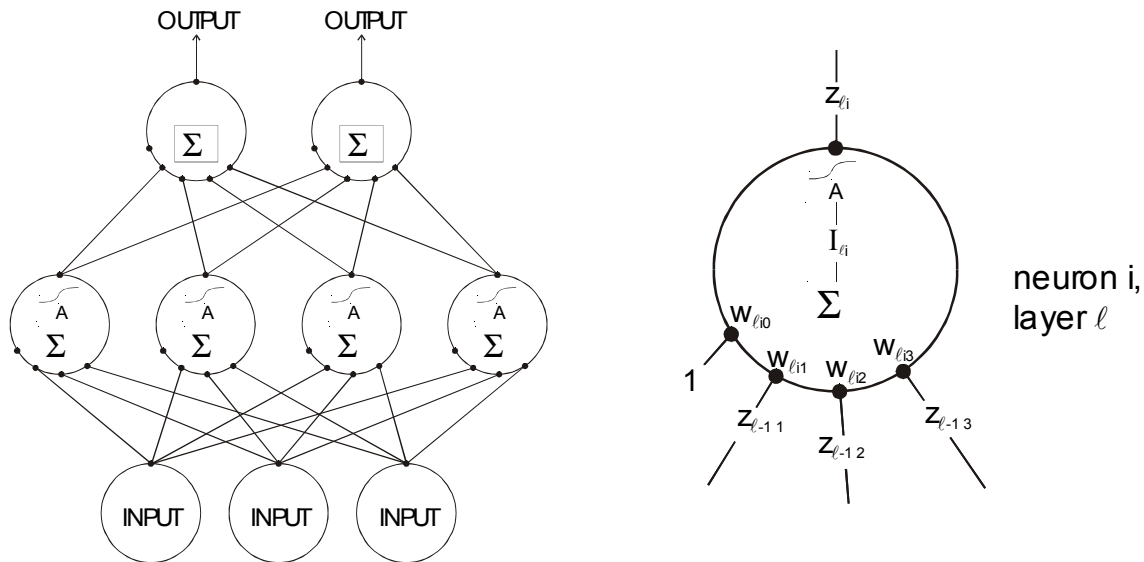 OUTPUT OUTPUT
Σ Σ
A A A A
Σ Σ Σ Σ
INPUT INPUT INPUT
zℓi
A
Iℓi
Σ
wℓi0
wℓi1
wℓi2
wℓi3
1
zℓ-1 1
zℓ-1 2
zℓ-1 3
neuron i,
layer ℓ